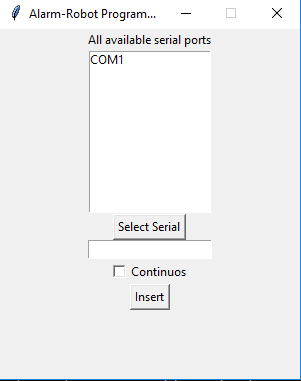 Alarm-Robot Program...
All available serial ports
COM1
Select Serial
Continuos
Insert